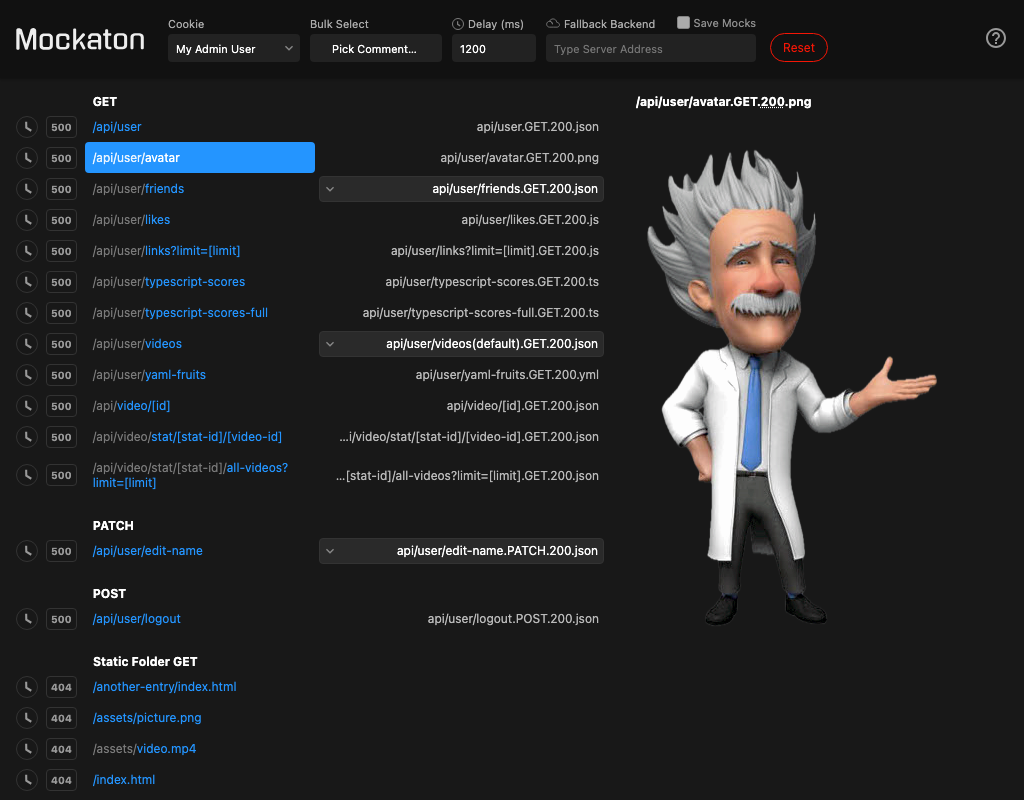 Mockaton
Cookie
My Admin User
Bulk Select
Pick Comment...
Delay (ms)
1200
Fallback Backend
Type Server Address
Save Mocks
Reset
?
GET
500 /api/user api/user.GET.200.json
500 /api/user/avatar api/user/avatar.GET.200.png
500 /api/user/friends api/user/friends.GET.200.json
500 /api/user/likes api/user/likes.GET.200.js
500 /api/user/links?limit=[limit] api/user/links?limit=[limit].GET.200.js
500 /api/user/typescript-scores api/user/typescript-scores.GET.200.ts
500 /api/user/typescript-scores-full api/user/typescript-scores-full.GET.200.ts
500 /api/user/videos api/user/videos(default).GET.200.json
500 /api/user/yaml-fruits api/user/yaml-fruits.GET.200.yml
500 /api/video/[id] api/video/[id].GET.200.json
500 /api/video/stat/[stat-id]/[video-id] ...i/video/stat/[stat-id]/[video-id].GET.200.json
500 /api/video/stat/[stat-id]/all-videos?
limit=[limit] ...[stat-id]/all-videos?limit=[limit].GET.200.json
PATCH
500 /api/user/edit-name api/user/edit-name.PATCH.200.json
POST
500 /api/user/logout api/user/logout.POST.200.json
Static Folder GET
404 /another-entry/index.html
404 /assets/picture.png
404 /assets/video.mp4
404 /index.html
/api/user/avatar.GET.200.png